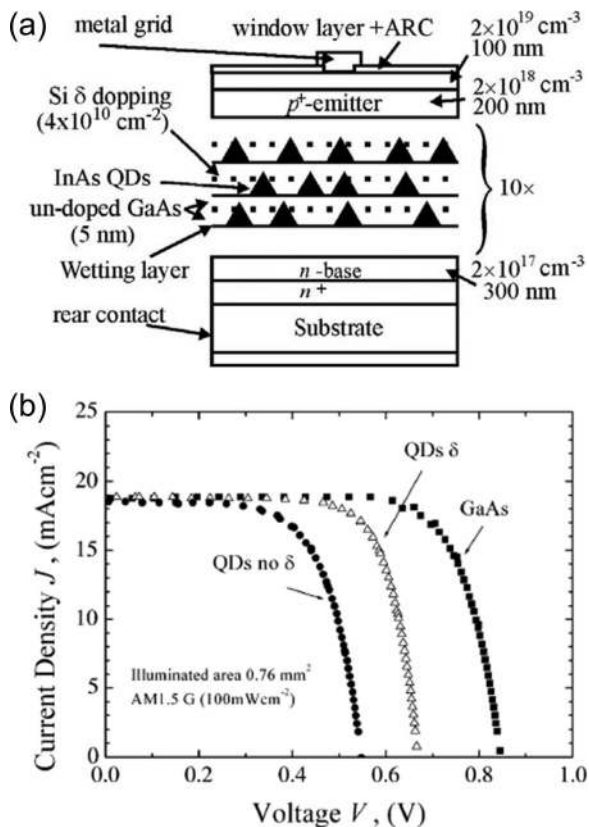 (a)
metal grid
window layer +ARC
2×10¹⁹ cm⁻³
100 nm
Si δ doping
(4x10¹⁰ cm⁻²)
p⁺-emitter
2×10¹⁸ cm⁻³
200 nm
InAs QDs
un-doped GaAs
(5 nm)
10×
Wetting layer
n -base
2×10¹⁷ cm⁻³
300 nm
n⁺
rear contact
Substrate
(b)
25
20
15
10
5
0
Current Density J , (mAcm⁻²)
QDs δ
GaAs
QDs no δ
Illuminated area 0.76 mm²
AM1.5 G (100mWcm⁻²)
0.0
0.2
0.4
0.6
0.8
1.0
Voltage V , (V)